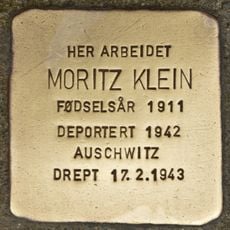 HER ARBEIDET
MORITZ KLEIN
FØDSELSÅR 1911
DEPORTERT 1942
AUSCHWITZ
DREPT 17.2.1943